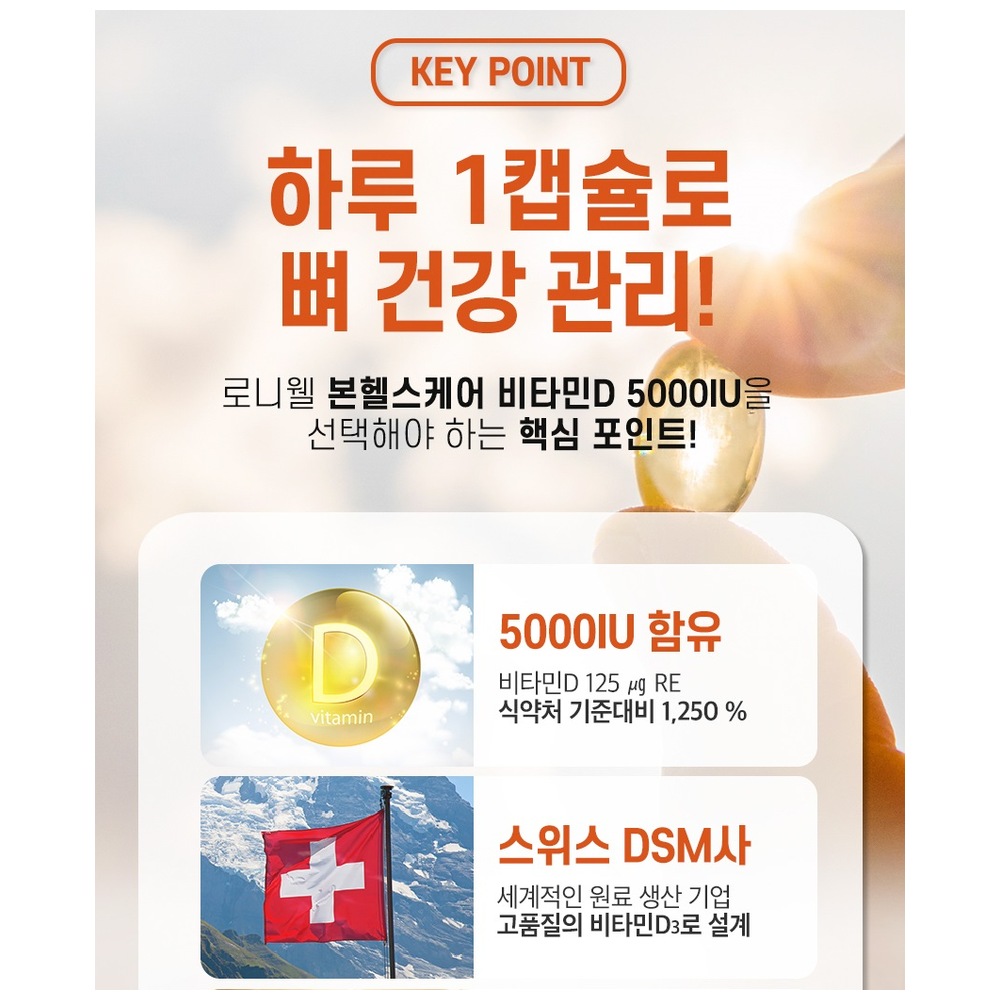 KEY POINT
하루 1캡슐로
뼈 건강 관리!
로니웰 본헬스케어 비타민D 5000IU을
선택해야 하는 핵심 포인트!
D
vitamin
5000IU 함유
비타민D 125 ㎍ RE
식약처 기준대비 1,250 %
스위스 DSM사
세계적인 원료 생산 기업
고품질의 비타민D3로 설계